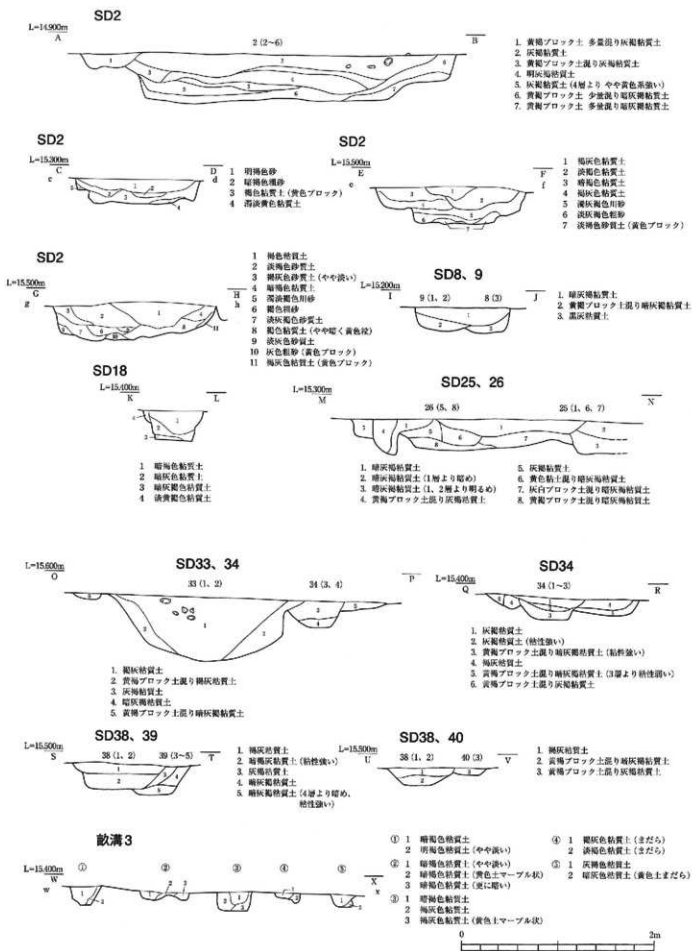 SD2
L=14.900m
A
2 (2~6)
B
1. 黄褐ブロック土 多量混り灰褐粘質土
2. 灰褐粘質土
3. 黄褐ブロック土混り灰褐粘質土
4. 明灰褐粘質土
5. 灰褐粘質土 (4層より やや黄色系強い)
6. 黄褐ブロック土 少量混り暗灰褐粘質土
7. 黄褐ブロック土 多量混り暗灰褐粘質土
SD2
L=15.300m
C
c
D
d
1 明褐色砂
2 暗褐色粗砂
3 褐色粘質土 (黄色ブロック)
4 濁淡黄色粘質土
SD2
L=15.500m
E
e
F
f
1 褐灰色粘質土
2 淡褐色粘質土
3 暗褐色粘質土
4 褐灰色粘質土
5 濁灰褐色川砂
6 淡灰褐色粗砂
7 淡褐色砂質土 (黄色ブロック)
SD2
L=15.500m
G
g
H
h
1 褐色粘質土
2 淡褐色砂質土
3 褐灰色砂質土 (やや淡い)
4 暗褐色粘質土
5 濁淡褐色川砂
6 褐色粗砂
7 淡灰褐色砂質土
8 褐色粘質土 (やや暗く黄色泛)
9 淡灰色砂質土
10 灰色粗砂 (黄色ブロック)
11 褐灰色粘質土 (黄色ブロック)
SD8、9
L=15.200m
I
9 (1、2)
8 (3)
J
1. 暗灰褐粘質土
2. 黄褐ブロック土混り暗灰褐粘質土
3. 黒灰粘質土
SD18
L=15.400m
K
L
1 暗褐色粘質土
2 暗灰色粘質土
3 暗灰褐色粘質土
4 淡黄褐色粘質土
SD25、26
L=15.300m
M
26 (5、8)
25 (1、6、7)
N
1. 暗灰褐粘質土
2. 暗灰褐粘質土 (1層より暗め)
3. 暗灰褐粘質土 (1、2層より明るめ)
4. 黄褐ブロック土混り灰褐粘質土
5. 灰褐粘質土
6. 黄色粘土混り暗灰褐粘質土
7. 灰白ブロック土混り暗灰褐粘質土
8. 黄褐ブロック土混り暗灰褐粘質土
SD33、34
L=15.600m
O
33 (1、2)
34 (3、4)
P
1. 褐灰粘質土
2. 黄褐ブロック土混り褐灰粘質土
3. 灰褐粘質土
4. 暗灰褐粘質土
5. 黄褐ブロック土混り暗灰褐粘質土
SD34
L=15.400m
Q
34 (1~3)
R
1. 灰褐粘質土
2. 灰褐粘質土 (粘性強い)
3. 黄褐ブロック土混り暗灰褐粘質土 (粘性強い)
4. 褐灰粘質土
5. 黄褐ブロック土混り暗灰褐粘質土 (3層より粘性弱い)
6. 黄褐ブロック土混り灰褐粘質土
SD38、39
L=15.500m
S
38 (1、2)
39 (3~5)
T
1. 褐灰粘質土
2. 暗褐灰粘質土 (粘性強い)
3. 灰褐粘質土
4. 暗灰褐粘質土
5. 暗灰褐粘質土 (4層より暗め、
粘性強い)
SD38、40
L=15.500m
U
38 (1、2)
40 (3)
V
1. 褐灰粘質土
2. 黄褐ブロック土混り暗灰褐粘質土
3. 黄褐ブロック土混り灰褐粘質土
畝溝3
L=15.400m
W
w
① ② ③ ④ ⑤
X
x
① 1 暗褐色粘質土
2 明褐色粘質土 (やや淡い)
② 1 暗褐色粘質土 (やや淡い)
2 暗褐色粘質土 (黄色土マーブル状)
3 暗褐色粘質土 (更に暗い)
③ 1 暗褐色粘質土
2 褐灰色粘質土
3 褐灰色粘質土 (黄色土マーブル状)
④ 1 褐灰色粘質土 (まだら)
2 淡褐色粘質土 (まだら)
⑤ 1 灰褐色粘質土
2 暗灰色粘質土 (黄色土まだら)
0
2m